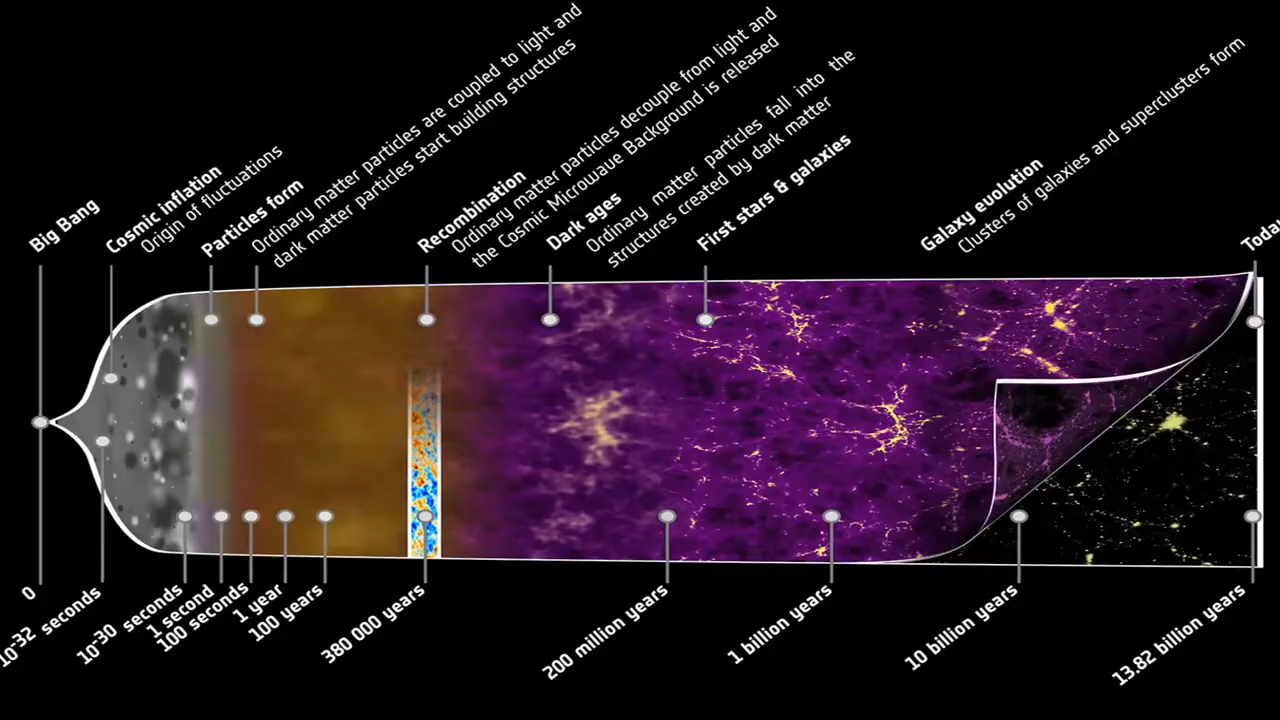 Big Bang
Cosmic inflation
Origin of fluctuations
Particles form
Ordinary matter particles are coupled to light and
dark matter particles start building structures
Recombination
Ordinary matter particles decouple from light and
the Cosmic Microwave Background is released
Dark ages
Ordinary matter particles fall into the
structures created by dark matter
First stars & galaxies
Galaxy evolution
Clusters of galaxies and superclusters form
Today
0
10-32 seconds
10-30 seconds
1 second
100 seconds
1 year
100 years
380 000 years
200 million years
1 billion years
10 billion years
13.82 billion years